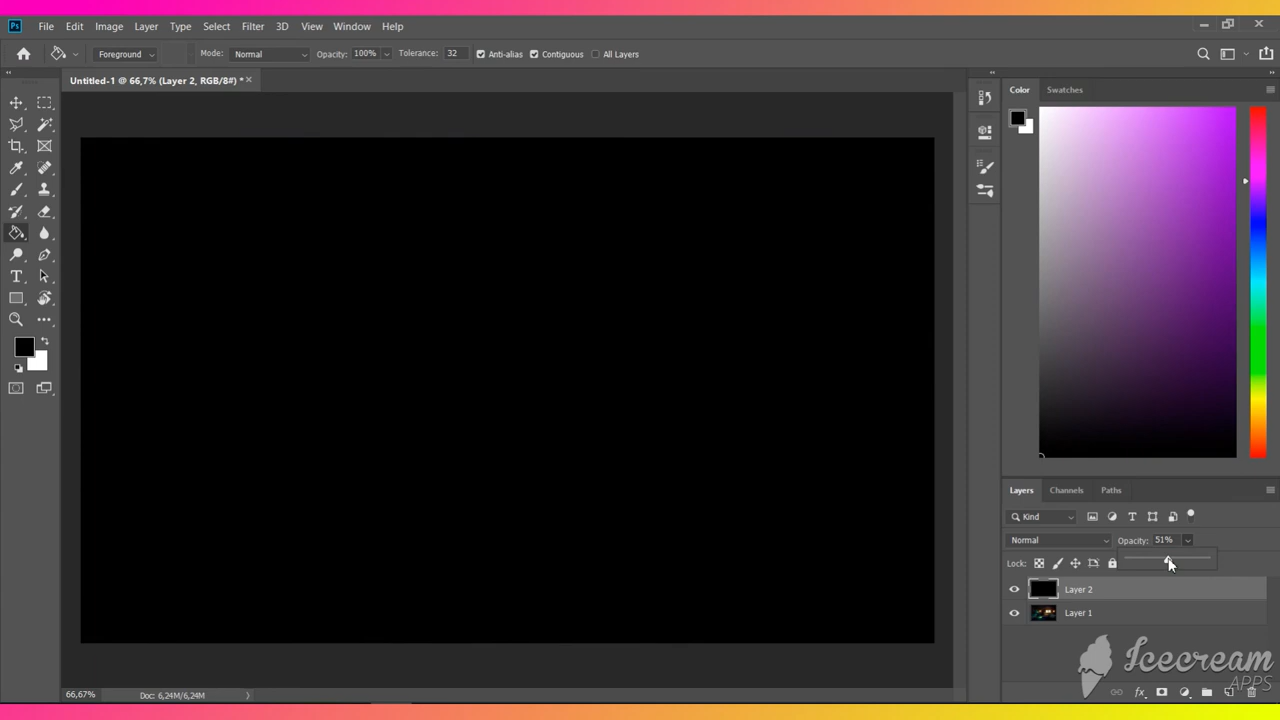 Ps File Edit Image Layer Type Select Filter 3D View Window Help
Foreground Mode: Normal Opacity: 100% Tolerance: 32 Anti-alias Contiguous All Layers
Untitled-1 @ 66,7% (Layer 2, RGB/8#) *
Color Swatches
Layers Channels Paths
Kind
Normal Opacity: 51%
Lock:
Layer 2
Layer 1
Icecream
APPS
66,67% Doc: 6,24M/6,24M